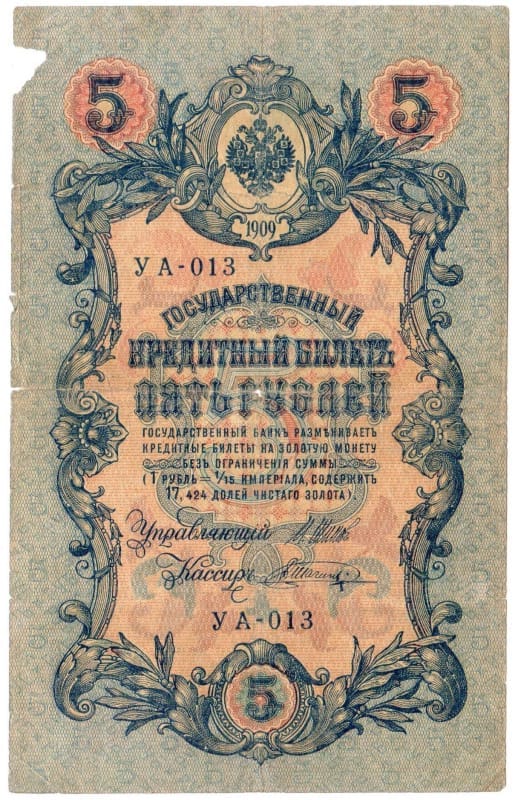 5 5
1909
УА-013
ГОСУДАРСТВЕННЫЙ
КРЕДИТНЫЙ БИЛЕТЪ
ПЯТЬ РУБЛЕЙ
5
ГОСУДАРСТВЕННЫЙ БАНКЪ РАЗМѢНИВАЕТЪ
КРЕДИТНЫЕ БИЛЕТЫ НА ЗОЛОТУЮ МОНЕТУ
БЕЗЪ ОГРАНИЧЕНІЯ СУММЫ
(1 РУБЛЬ = 1/15 ИМПЕРІАЛА, СОДЕРЖИТЪ
17,424 ДОЛЕЙ ЧИСТАГО ЗОЛОТА).
Управляющій
Кассиръ
УА-013
5